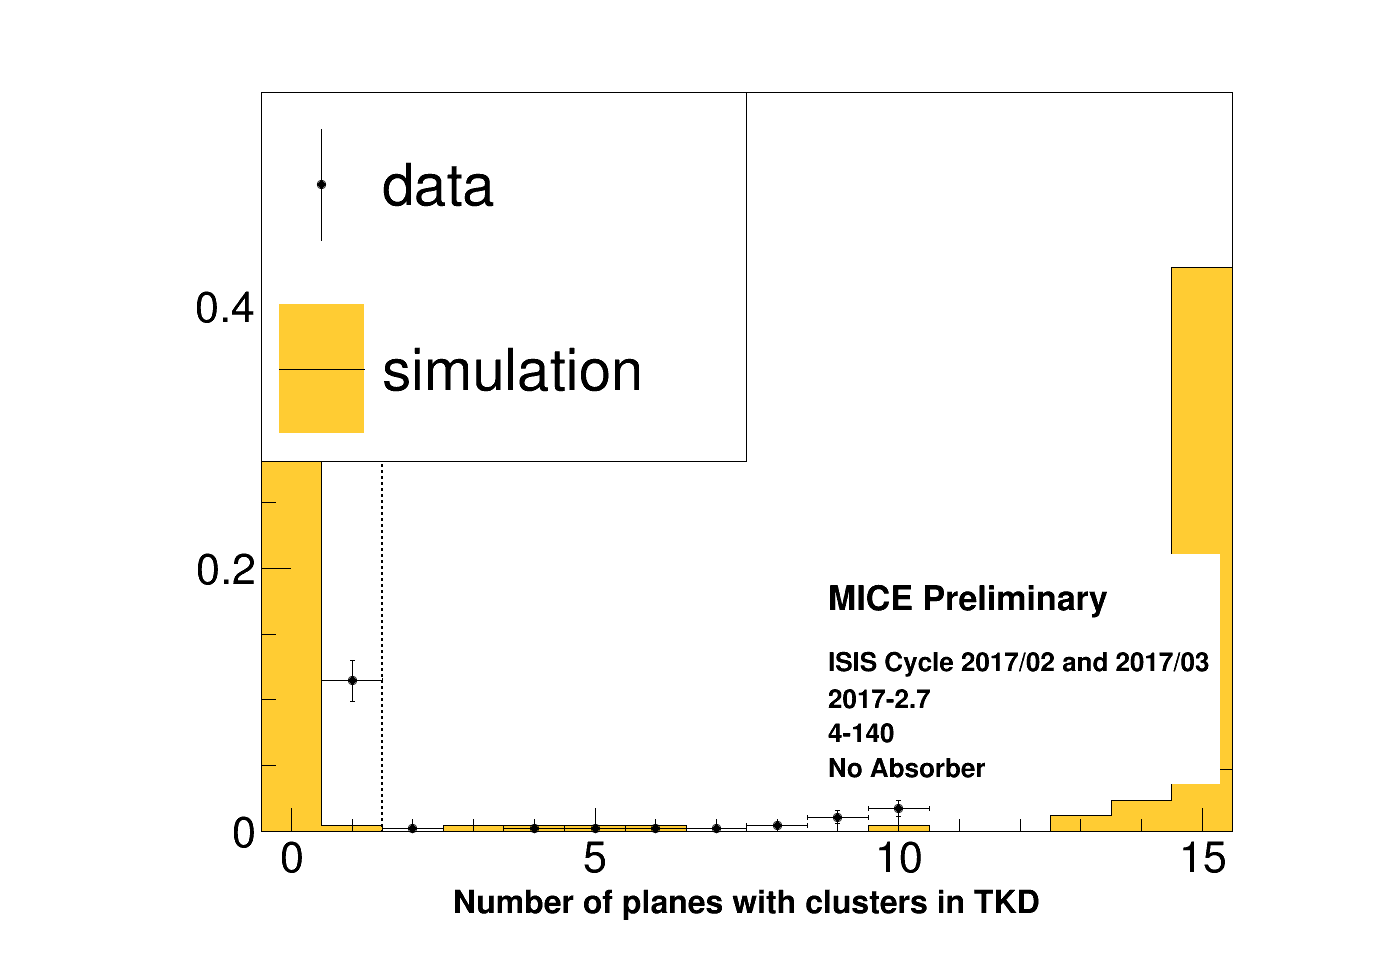 data
simulation
0.4
0.2
0
MICE Preliminary
ISIS Cycle 2017/02 and 2017/03
2017-2.7
4-140
No Absorber
0 5 10 15
Number of planes with clusters in TKD